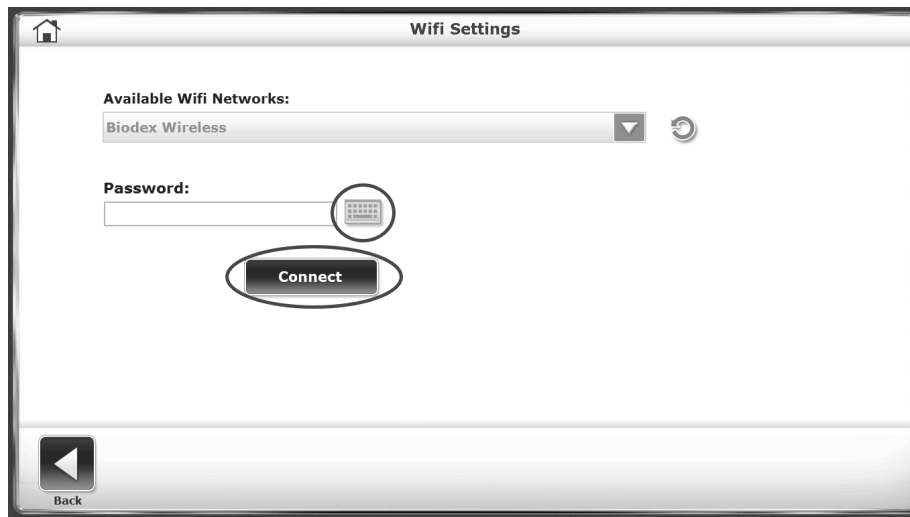 Wifi Settings
Available Wifi Networks:
Biodex Wireless
Password:
Connect
Back